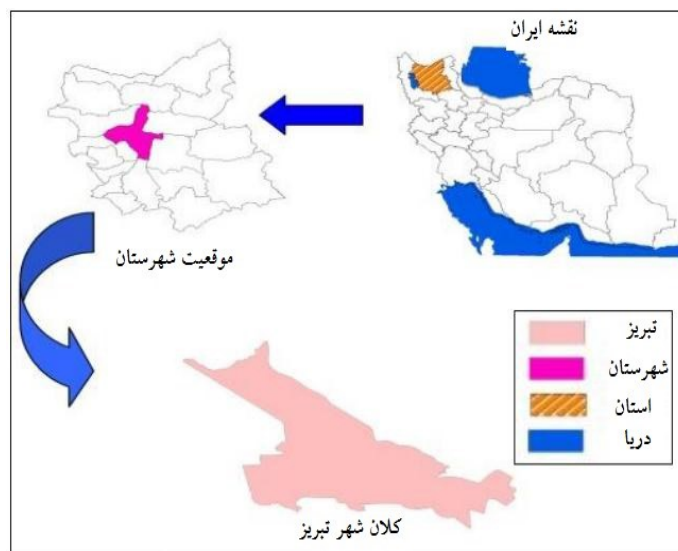 نقشه ایران
موقعیت شهرستان
تبریز
شهرستان
استان
دریا
کلان شهر تبریز